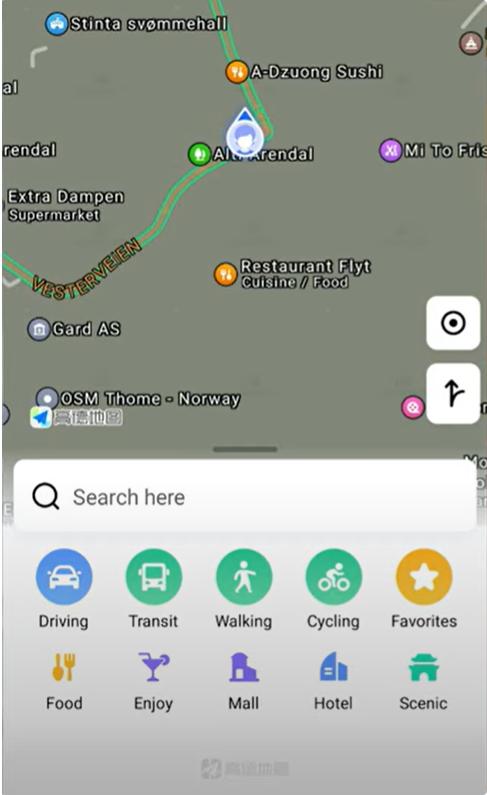 Stinta svømmehall
A-Dzuong Sushi
al
rendal
Alti Arendal
Mi To Fris
Extra Dampen
Supermarket
VESTERVEIEN
Restaurant Flyt
Cuisine / Food
Gard AS
OSM Thome - Norway
高德地图
Search here
Driving
Transit
Walking
Cycling
Favorites
Food
Enjoy
Mall
Hotel
Scenic
高德地图